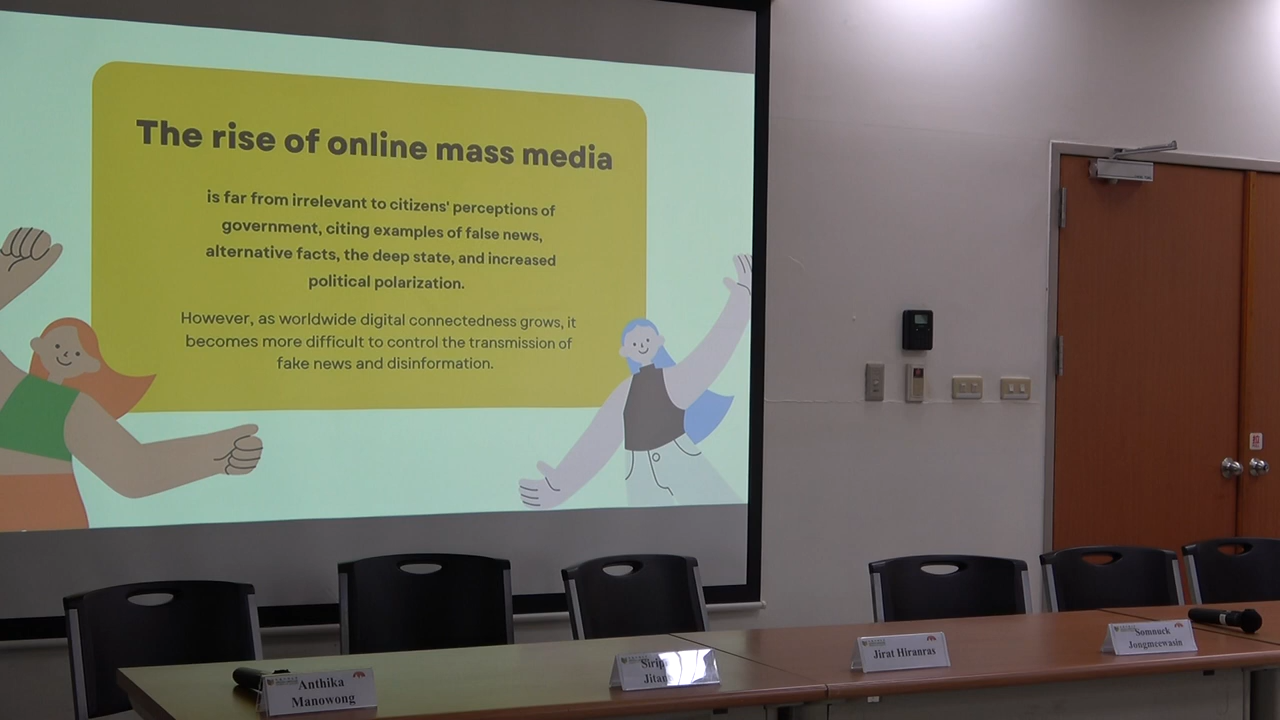 The rise of online mass media
is far from irrelevant to citizens' perceptions of
government, citing examples of false news,
alternative facts, the deep state, and increased
political polarization.
However, as worldwide digital connectedness grows, it
becomes more difficult to control the transmission of
fake news and disinformation.
Anthika
Manowong
Jirat Hiranras
Somnuck
Jongmeewasin